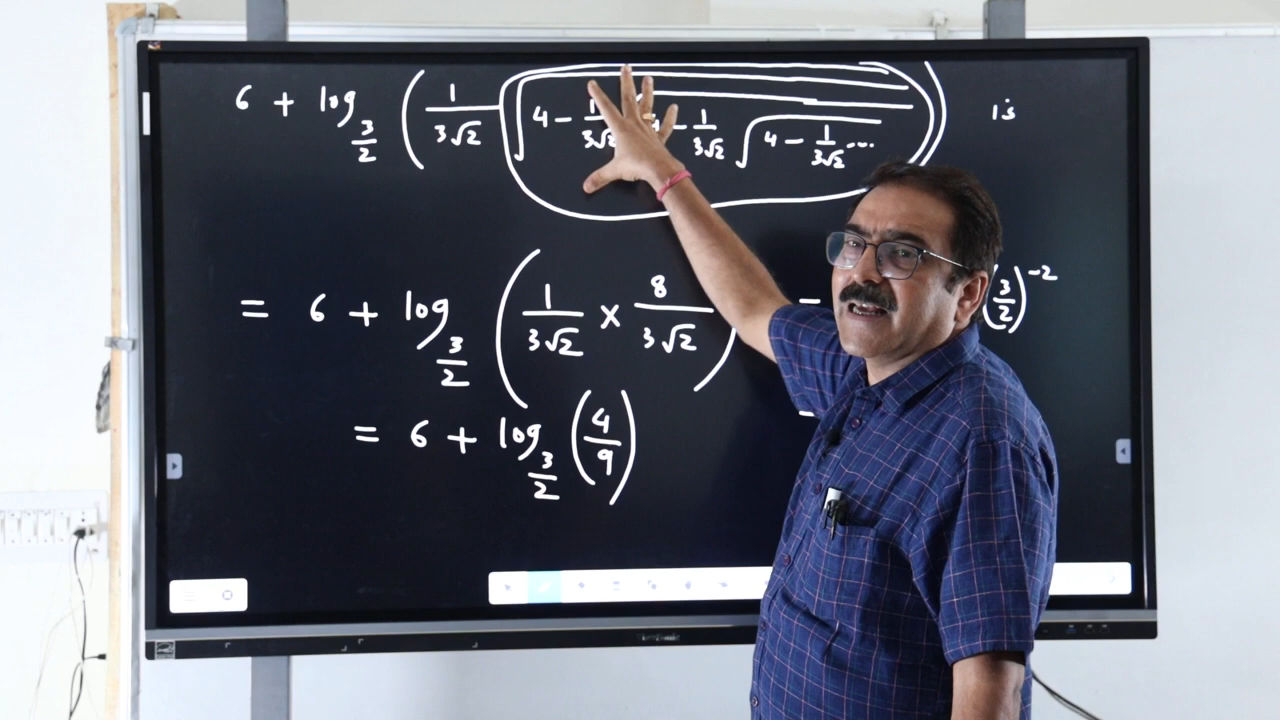 6 + log_{3/2} ( 1/3√2 √4 - 1/3√2 √4 - 1/3√2 √4 - 1/3√2 ... ) is
= 6 + log_{3/2} ( 1/3√2 × 8/3√2 ) = (3/2)^{-2}
= 6 + log_{3/2} (4/9)